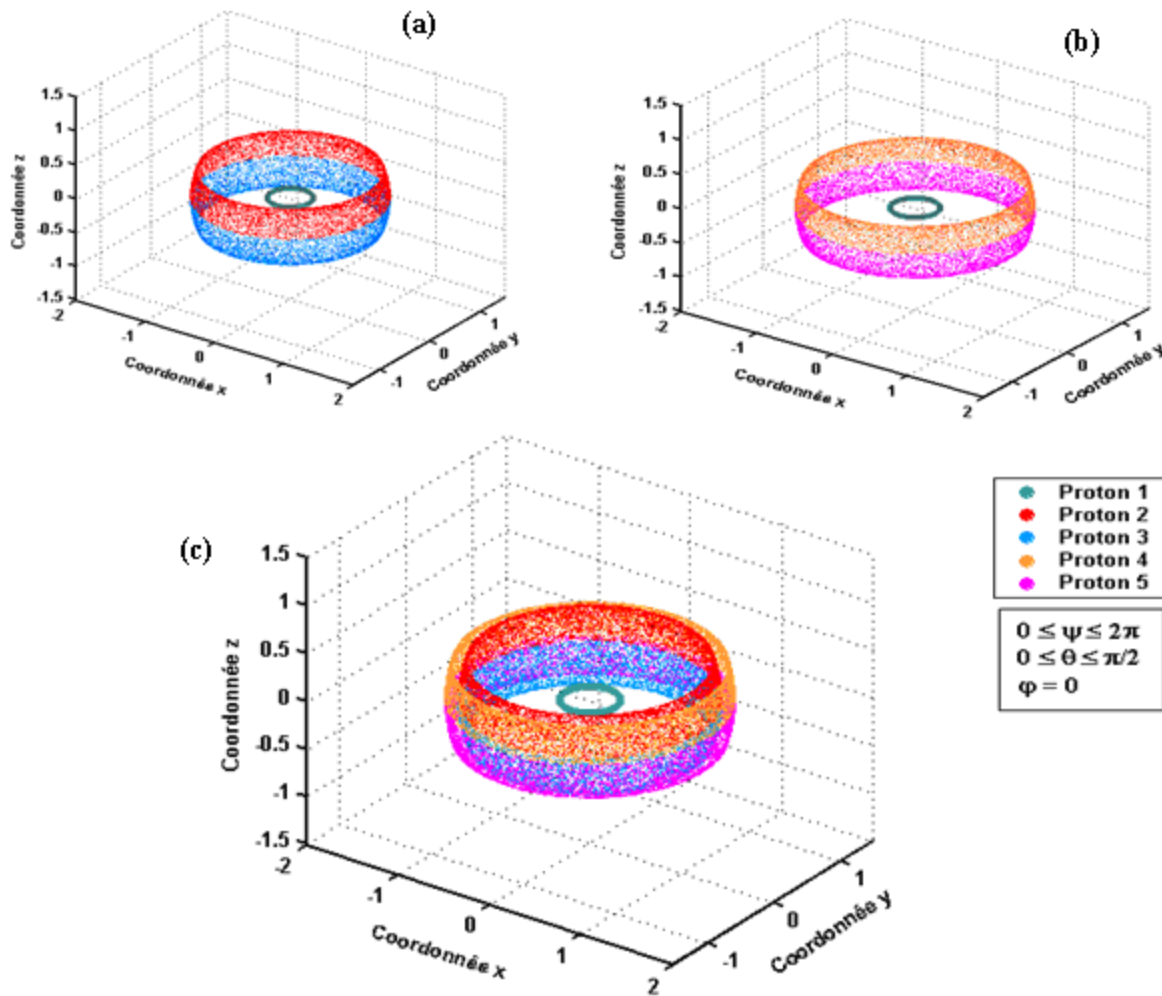 (a)
1.5
1
0.5
0
-0.5
-1
-1.5
Coordonnée z
-2
-1
0
1
2
Coordonnée x
-1
0
1
Coordonnée y
(b)
1.5
1
0.5
0
-0.5
-1
-1.5
Coordonnée z
-2
-1
0
1
2
Coordonnée x
-1
0
1
Coordonnée y
(c)
1.5
1
0.5
0
-0.5
-1
-1.5
Coordonnée z
-2
-1
0
1
2
Coordonnée x
-1
0
1
Coordonnée y
Proton 1
Proton 2
Proton 3
Proton 4
Proton 5
0 ≤ ψ ≤ 2π
0 ≤ θ ≤ π/2
φ = 0